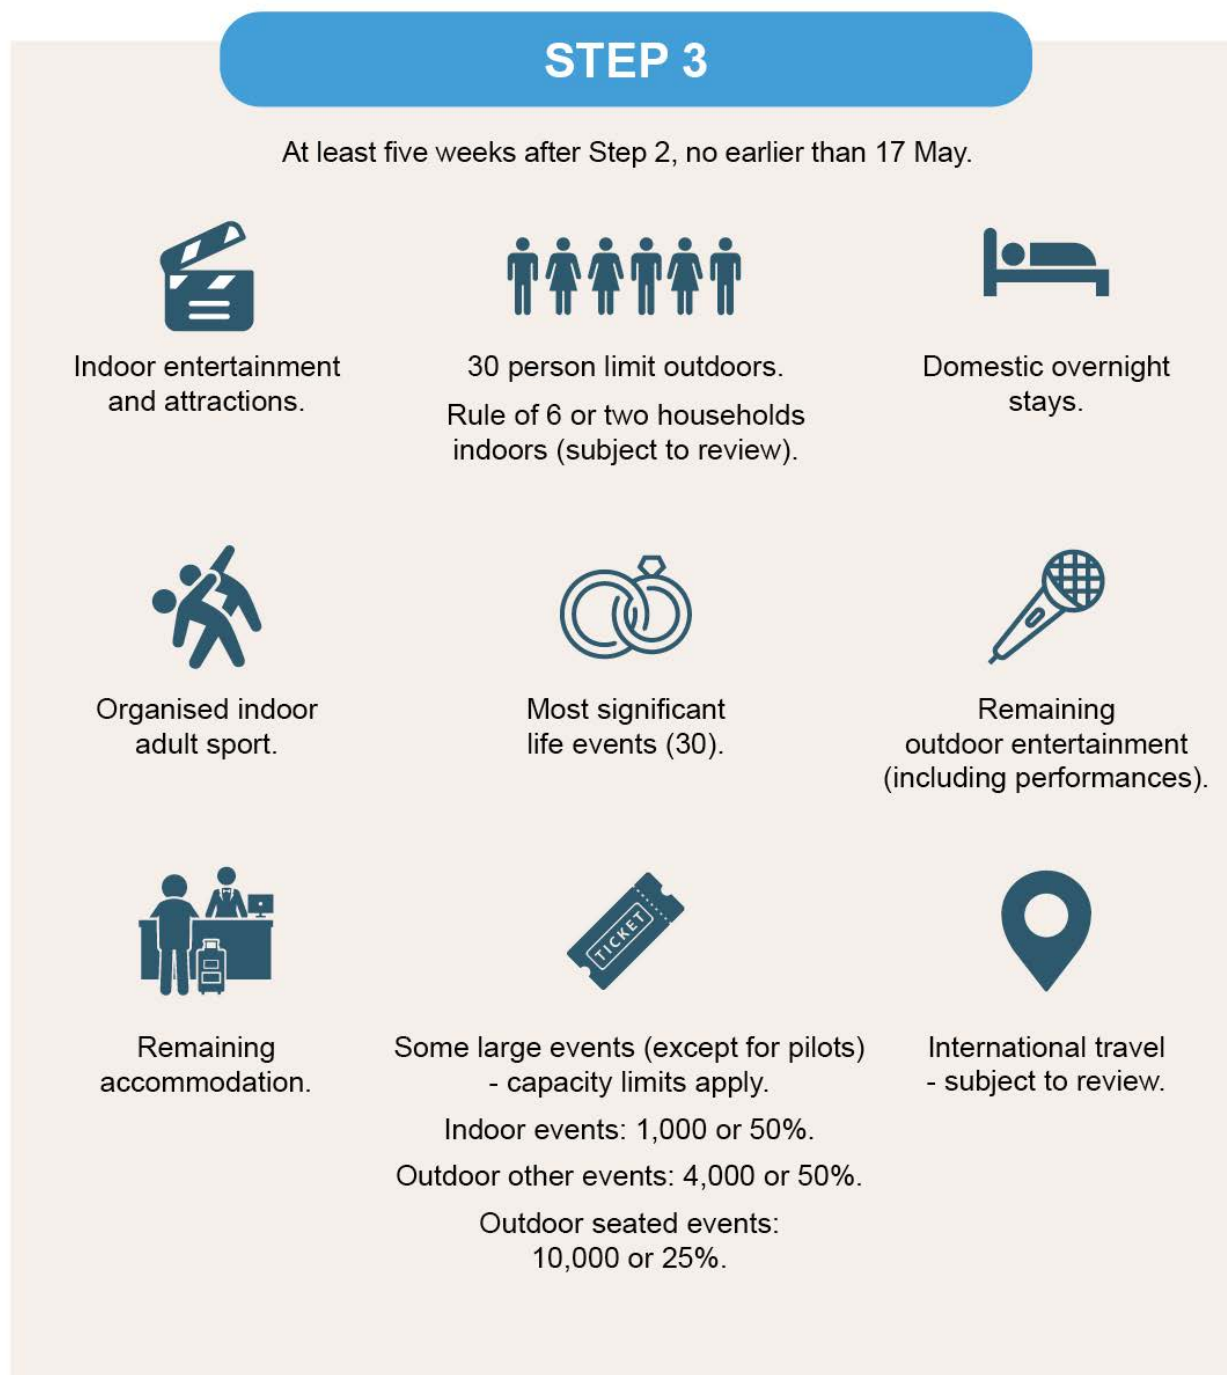 STEP 3
At least five weeks after Step 2, no earlier than 17 May.
Indoor entertainment
and attractions.
30 person limit outdoors.
Rule of 6 or two households
indoors (subject to review).
Domestic overnight
stays.
Organised indoor
adult sport.
Most significant
life events (30).
Remaining
outdoor entertainment
(including performances).
TICKET
Remaining
accommodation.
Some large events (except for pilots)
- capacity limits apply.
Indoor events: 1,000 or 50%.
Outdoor other events: 4,000 or 50%.
Outdoor seated events:
10,000 or 25%.
International travel
- subject to review.